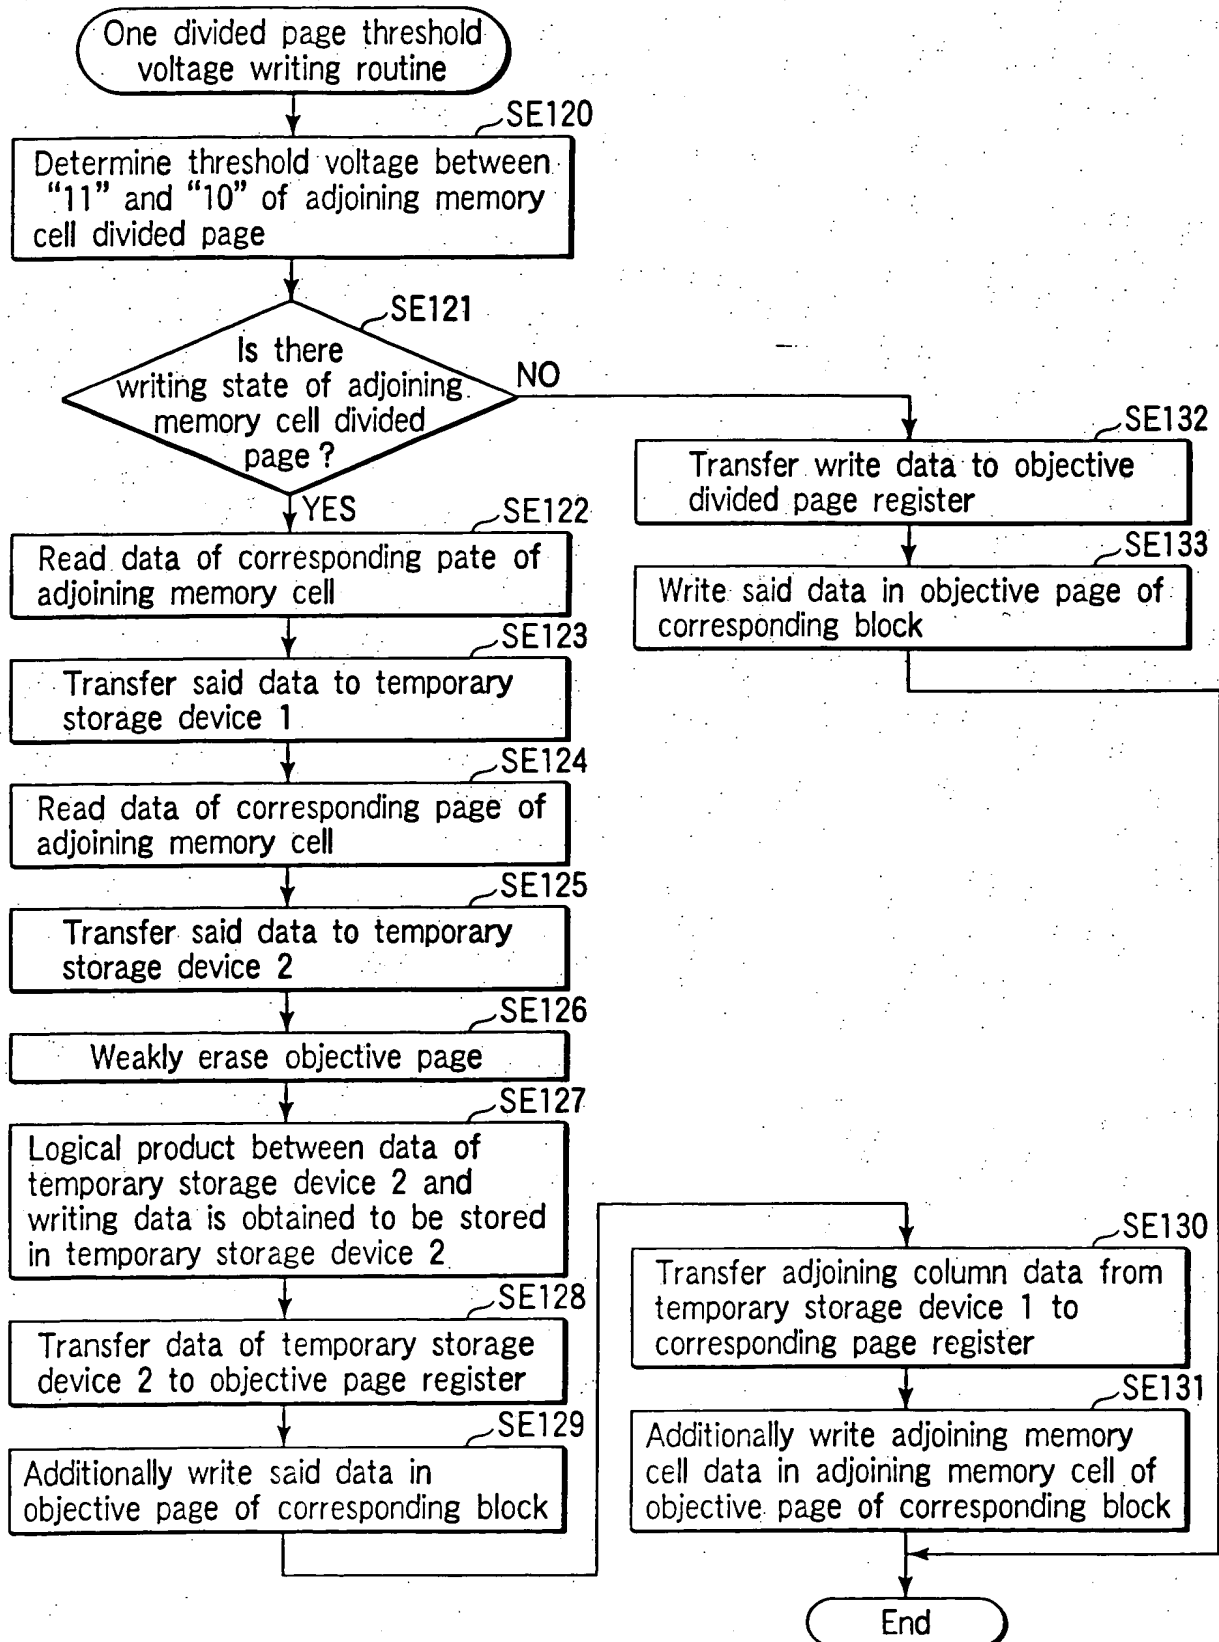 One divided page threshold
voltage writing routine
SE120
Determine threshold voltage between
“11” and “10” of adjoining memory
cell divided page
SE121
Is there
writing state of adjoining
memory cell divided
page ?
NO
YES
SE122
Read data of corresponding pate of
adjoining memory cell
SE123
Transfer said data to temporary
storage device 1
SE124
Read data of corresponding page of
adjoining memory cell
SE125
Transfer said data to temporary
storage device 2
SE126
Weakly erase objective page
SE127
Logical product between data of
temporary storage device 2 and
writing data is obtained to be stored
in temporary storage device 2
SE128
Transfer data of temporary storage
device 2 to objective page register
SE129
Additionally write said data in
objective page of corresponding block
SE132
Transfer write data to objective
divided page register
SE133
Write said data in objective page of
corresponding block
SE130
Transfer adjoining column data from
temporary storage device 1 to
corresponding page register
SE131
Additionally write adjoining memory
cell data in adjoining memory cell of
objective page of corresponding block
End